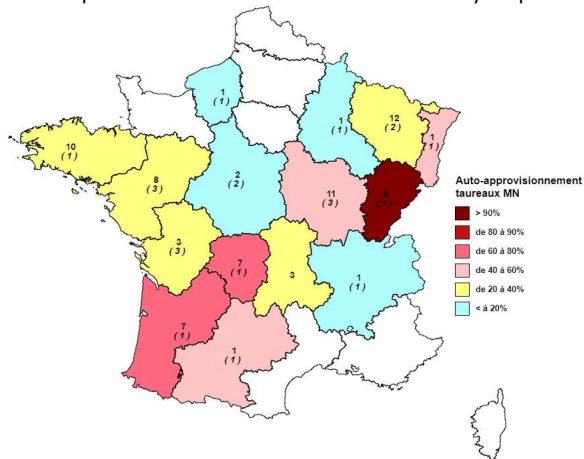 1
( 1 )
1
( 1 )
12
( 2 )
1
( 1 )
10
( 1 )
8
( 3 )
2
( 2 )
11
( 3 )
( 1 )
3
( 3 )
7
( 1 )
3
1
( 1 )
7
( 1 )
1
( 1 )
Auto-approvisionnement
taureaux MN
> 90%
de 80 à 90%
de 60 à 80%
de 40 à 60%
de 20 à 40%
< à 20%